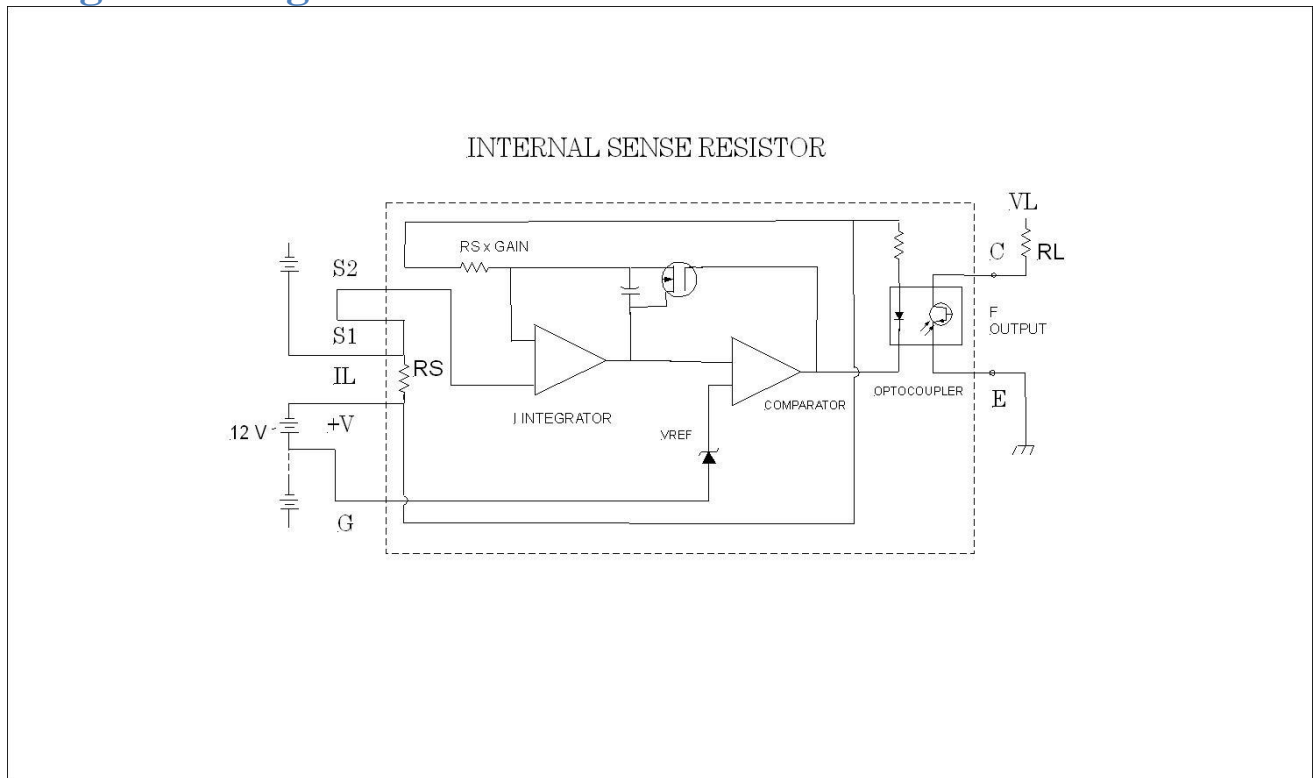 INTERNAL SENSE RESISTOR
VL
RS x GAIN
C
RL
S2
F
OUTPUT
S1
RS
IL
OPTOCOUPLER
E
COMPARATOR
INTEGRATOR
12 V
+V
VREF
G